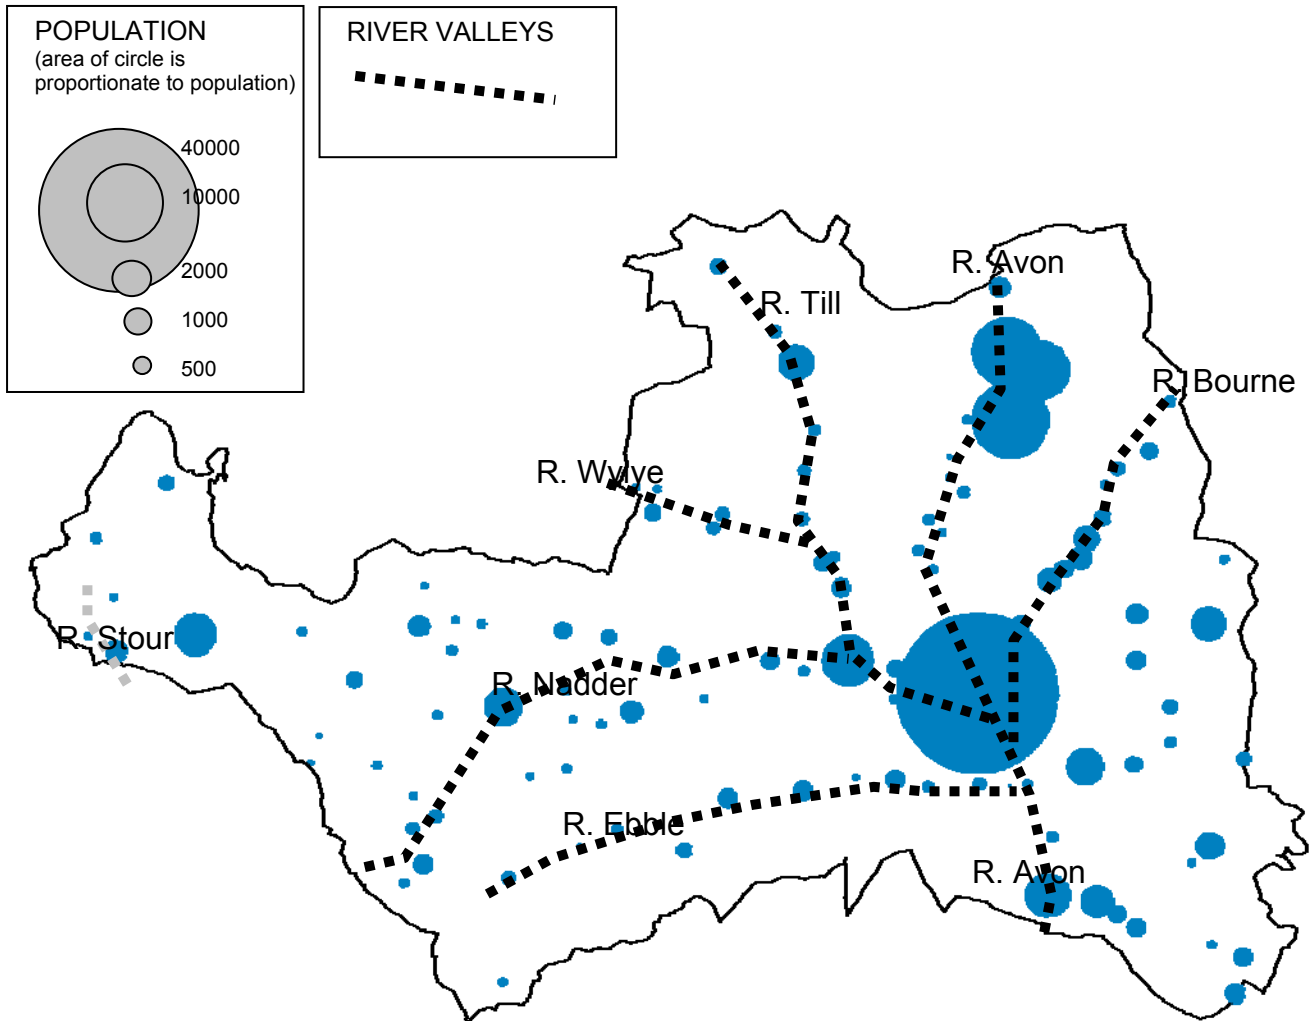 POPULATION
(area of circle is
proportionate to population)
40000
10000
2000
1000
500
RIVER VALLEYS
R. Avon
R. Till
R. Bourne
R. Wylye
R. Stour
R. Nadder
R. Ebble
R. Avon